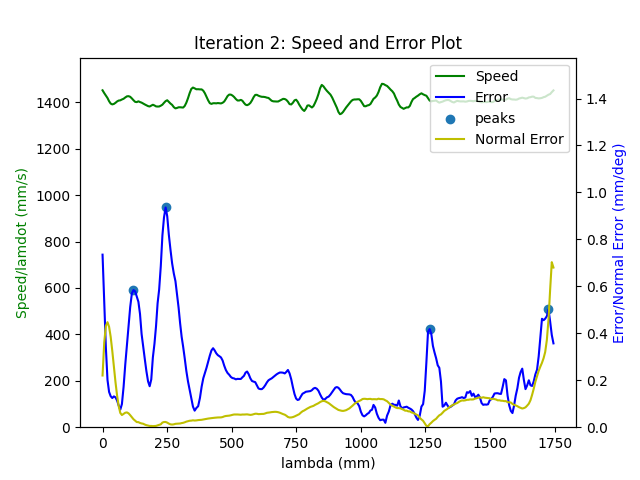 Iteration 2: Speed and Error Plot
Speed
Error
peaks
Normal Error
Speed/lamdot (mm/s)
1400
1200
1000
800
600
400
200
0
1.4
1.2
1.0
0.8
0.6
0.4
0.2
0.0
Error/Normal Error (mm/deg)
0 250 500 750 1000 1250 1500 1750
lambda (mm)